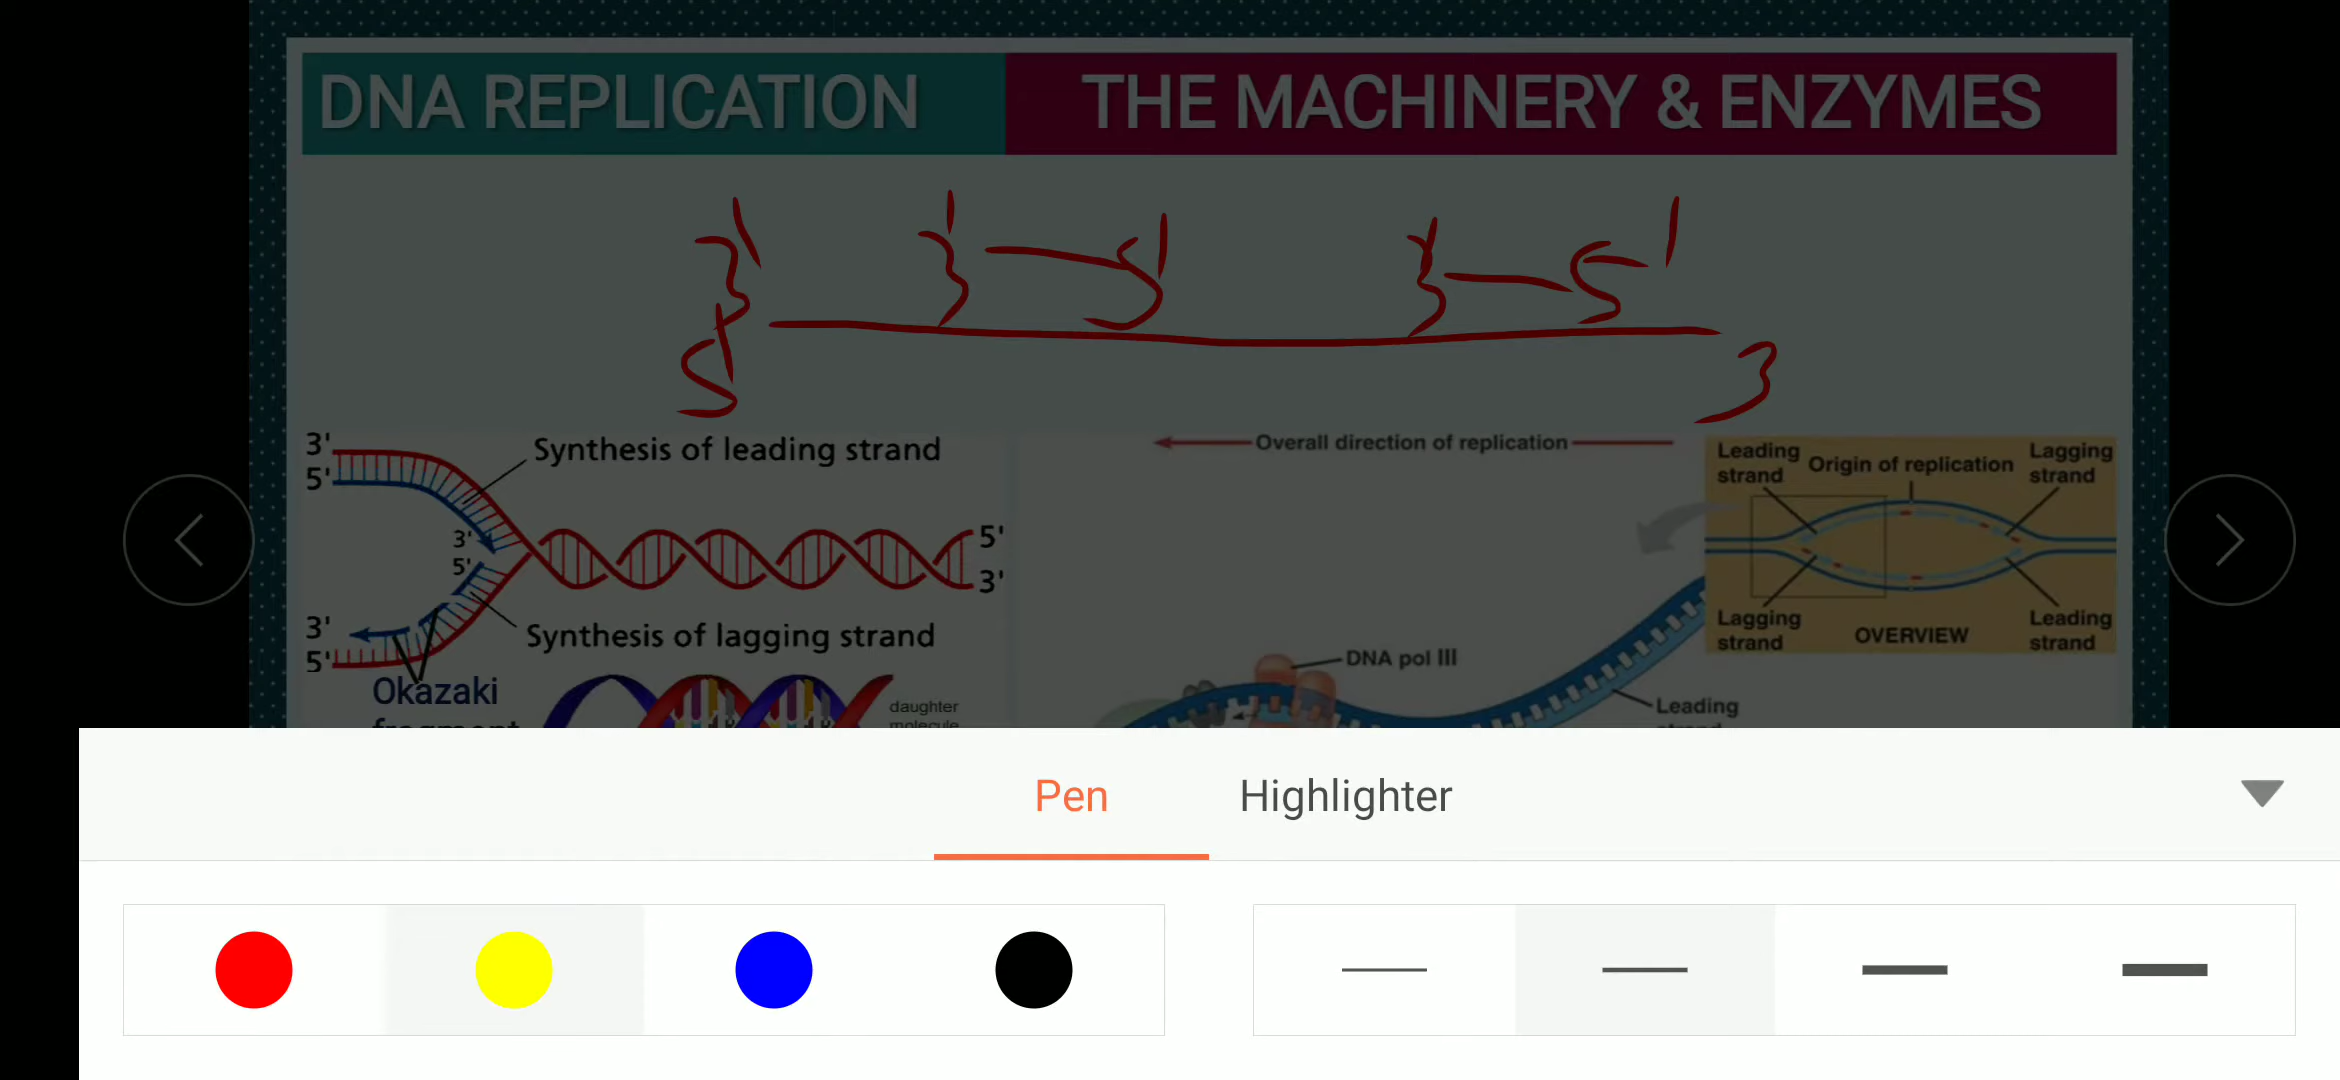 DNA REPLICATION
THE MACHINERY & ENZYMES
3' 3' 5' 3' 5'
5' 3
3'
5'
Synthesis of leading strand
3'
5'
5'
3'
3'
5'
Synthesis of lagging strand
Okazaki
fragment
daughter
molecule
Overall direction of replication
Leading
strand
Origin of replication
Lagging
strand
Lagging
strand
OVERVIEW
Leading
strand
DNA pol III
Leading
Pen
Highlighter